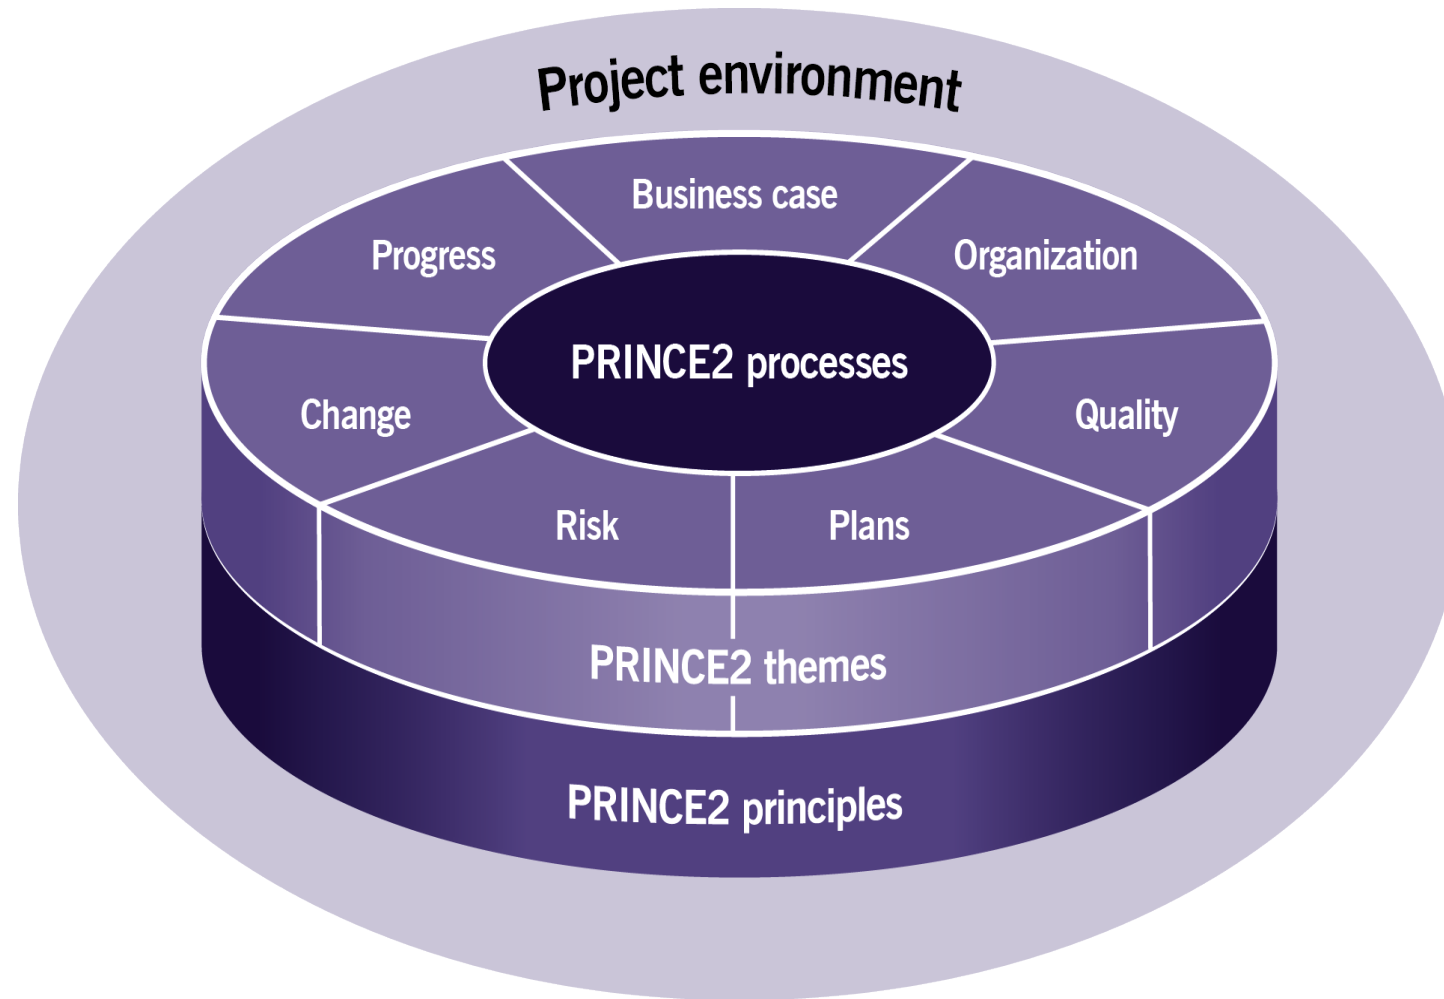 Project environment
Business case
Progress
Organization
PRINCE2 processes
Change
Quality
Risk
Plans
PRINCE2 themes
PRINCE2 principles